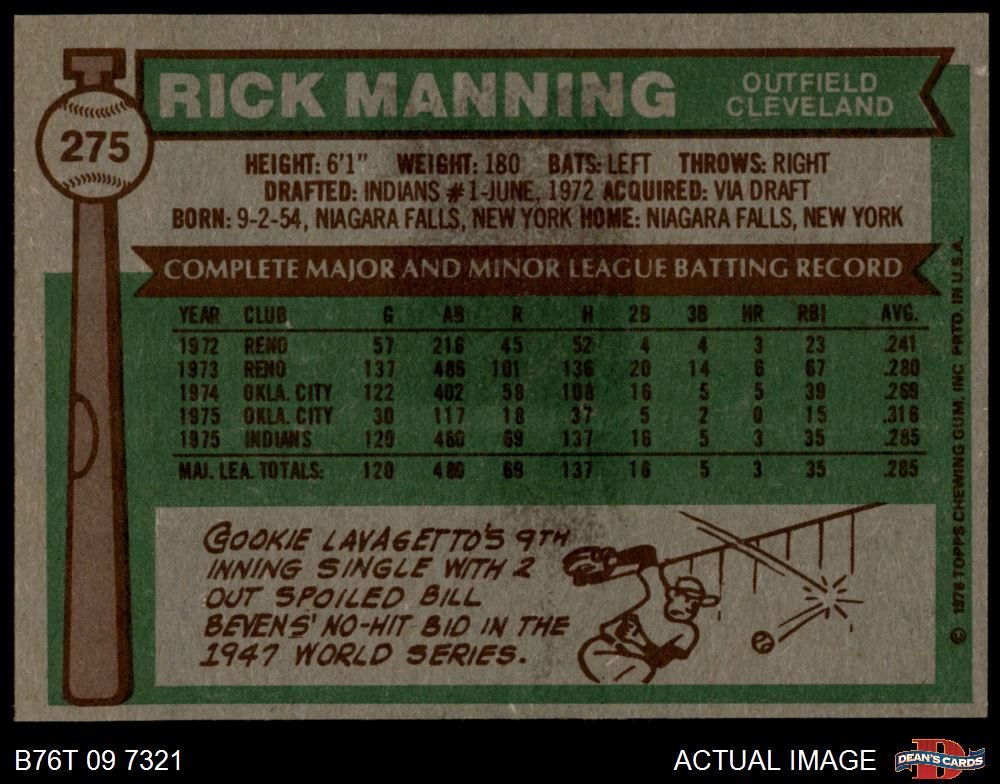 275
RICK MANNING
OUTFIELD
CLEVELAND
HEIGHT: 6'1" WEIGHT: 180 BATS: LEFT THROWS: RIGHT
DRAFTED: INDIANS #1-JUNE, 1972 ACQUIRED: VIA DRAFT
BORN: 9-2-54, NIAGARA FALLS, NEW YORK HOME: NIAGARA FALLS, NEW YORK
COMPLETE MAJOR AND MINOR LEAGUE BATTING RECORD
YEAR CLUB G AB R H 2B 3B HR RBI AVG.
1972 RENO 57 216 45 52 4 4 3 23 .241
1973 RENO 137 486 101 136 20 14 6 67 .280
1974 OKLA. CITY 122 402 58 108 16 5 5 39 .269
1975 OKLA. CITY 30 117 18 37 5 2 0 15 .316
1975 INDIANS 120 480 69 137 16 5 3 35 .285
MAJ. LEA. TOTALS: 120 480 69 137 16 5 3 35 .285
COOKIE LAVAGETTO'S 9TH
INNING SINGLE WITH 2
OUT SPOILED BILL
BEVENS' NO-HIT BID IN THE
1947 WORLD SERIES.
© 1976 TOPPS CHEWING GUM, INC PRTD. IN U.S.A.
B76T 09 7321
ACTUAL IMAGE
D
DEAN'S CARDS